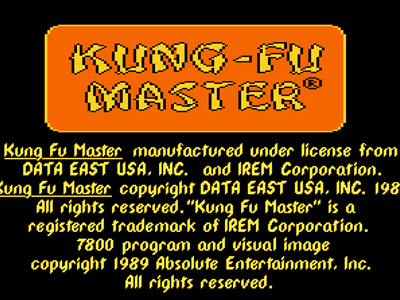 KUNG-FU
MASTER®
Kung Fu Master manufactured under license from
DATA EAST USA, INC. and IREM Corporation.
Kung Fu Master copyright DATA EAST USA, INC.
All rights reserved. "Kung Fu Master" is a
registered trademark of IREM Corporation.
7800 program and visual image
copyright 1989 Absolute Entertainment, Inc.
All rights reserved.